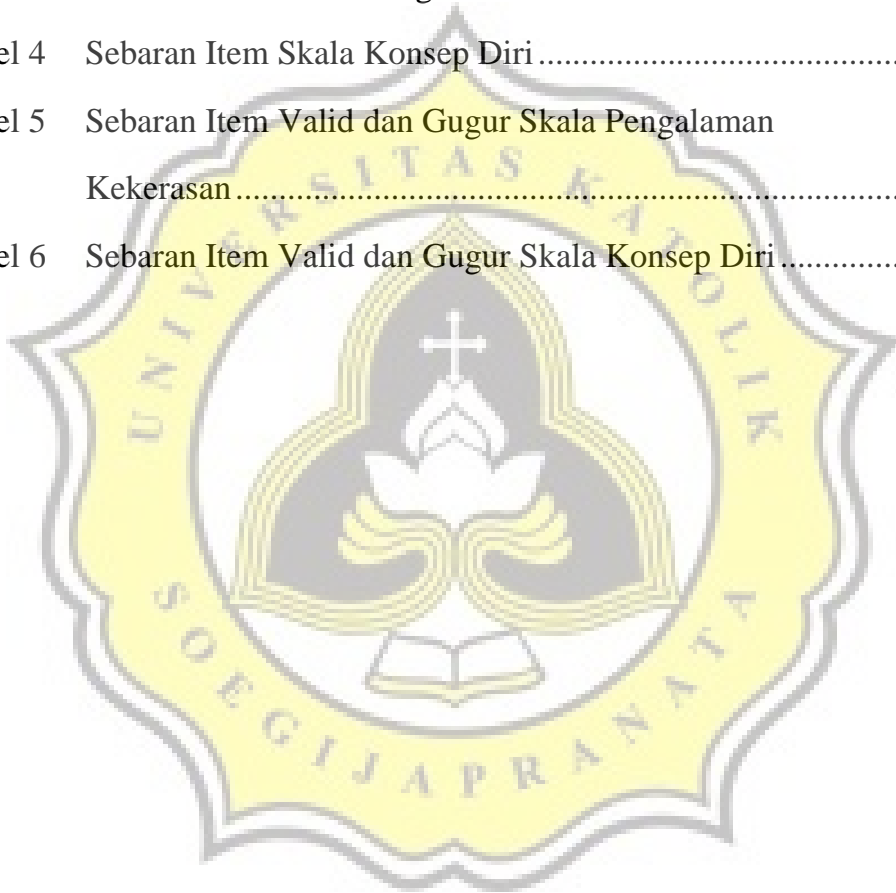 el 4 Sebaran Item Skala Konsep Diri ........................................
el 5 Sebaran Item Valid dan Gugur Skala Pengalaman
Kekerasan ..........................................................................
el 6 Sebaran Item Valid dan Gugur Skala Konsep Diri .............
UNIVERSITAS KATOLIK
SOEGIJAPRANATA